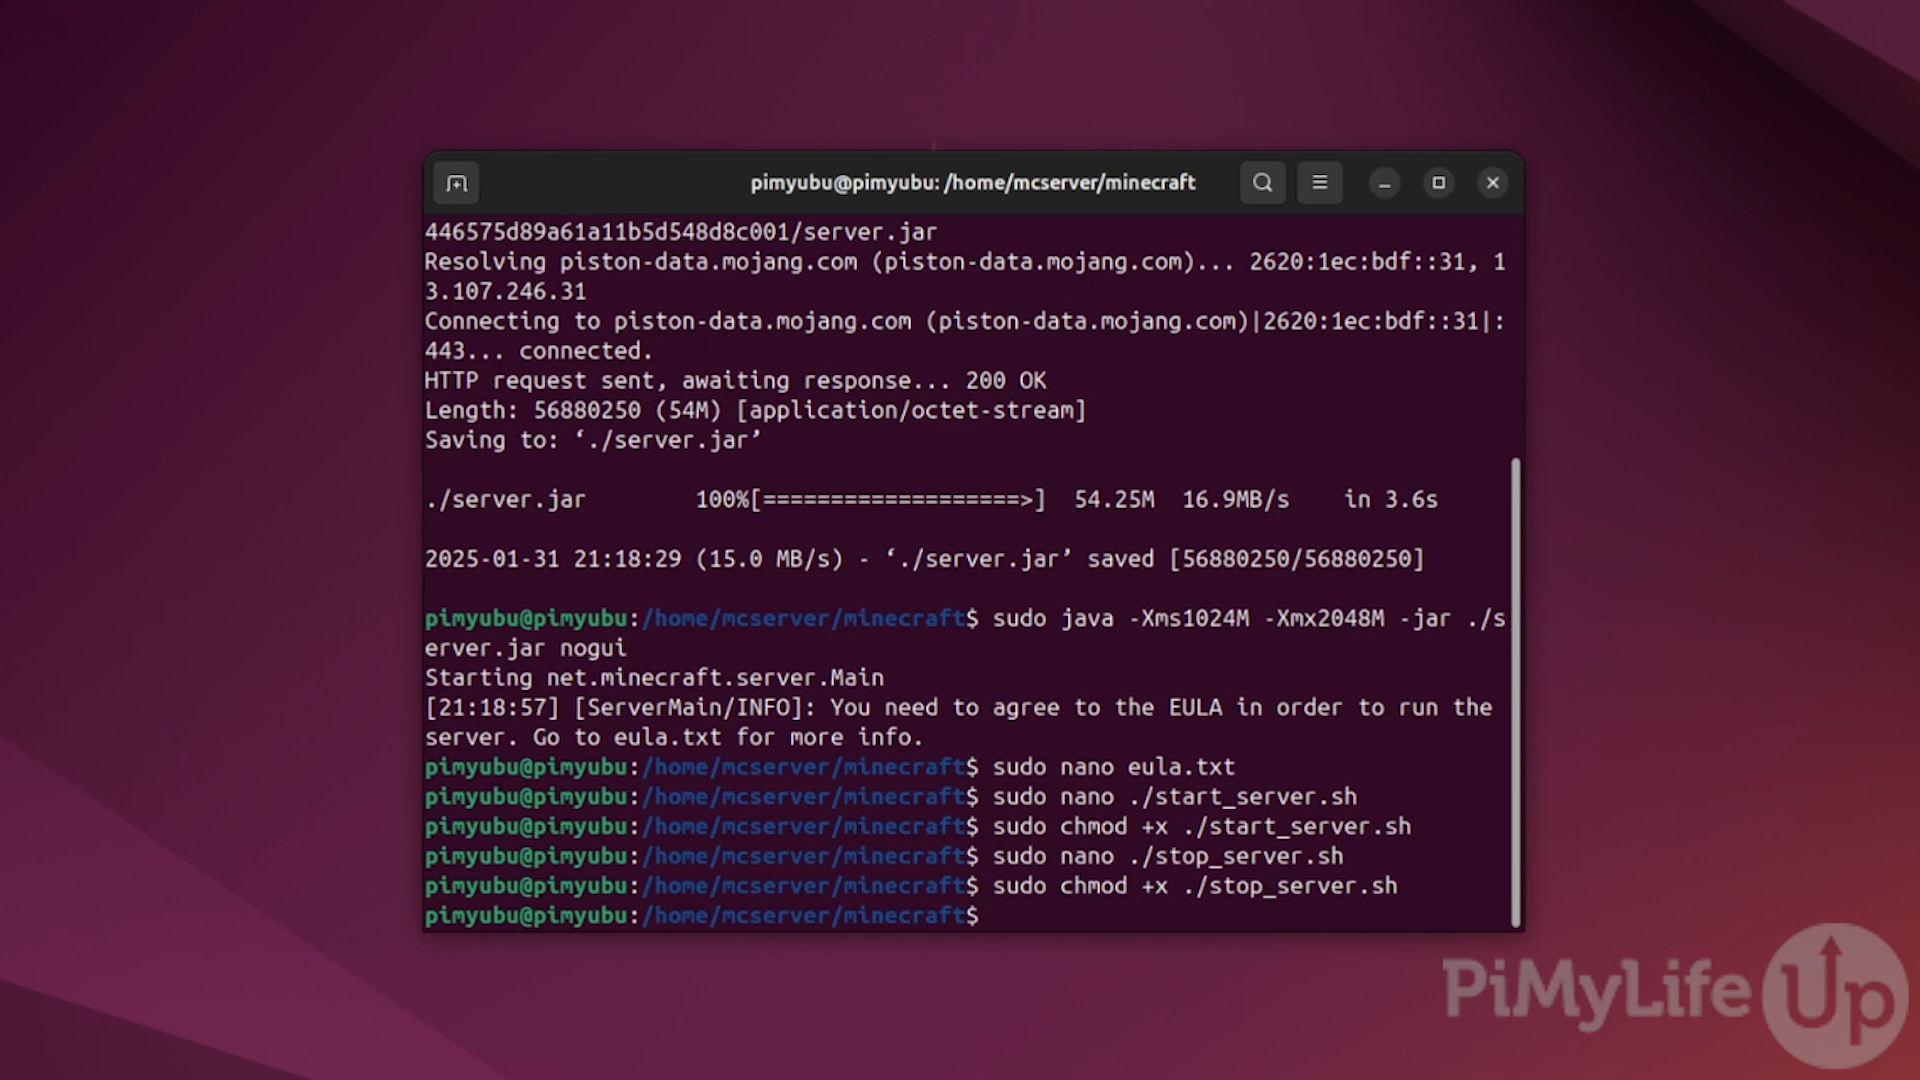 pimyubu@pimyubu: /home/mcserver/minecraft
446575d89a61a11b5d548d8c001/server.jar
Resolving piston-data.mojang.com (piston-data.mojang.com)... 2620:1ec:bdf::31, 1
3.107.246.31
Connecting to piston-data.mojang.com (piston-data.mojang.com)|2620:1ec:bdf::31|:
443... connected.
HTTP request sent, awaiting response... 200 OK
Length: 56880250 (54M) [application/octet-stream]
Saving to: ‘./server.jar’
./server.jar 100%[===================>] 54.25M 16.9MB/s in 3.6s
2025-01-31 21:18:29 (15.0 MB/s) - ‘./server.jar’ saved [56880250/56880250]
pimyubu@pimyubu:/home/mcserver/minecraft$ sudo java -Xms1024M -Xmx2048M -jar ./s
erver.jar nogui
Starting net.minecraft.server.Main
[21:18:57] [ServerMain/INFO]: You need to agree to the EULA in order to run the
server. Go to eula.txt for more info.
pimyubu@pimyubu:/home/mcserver/minecraft$ sudo nano eula.txt
pimyubu@pimyubu:/home/mcserver/minecraft$ sudo nano ./start_server.sh
pimyubu@pimyubu:/home/mcserver/minecraft$ sudo chmod +x ./start_server.sh
pimyubu@pimyubu:/home/mcserver/minecraft$ sudo nano ./stop_server.sh
pimyubu@pimyubu:/home/mcserver/minecraft$ sudo chmod +x ./stop_server.sh
pimyubu@pimyubu:/home/mcserver/minecraft$
PiMyLife Up